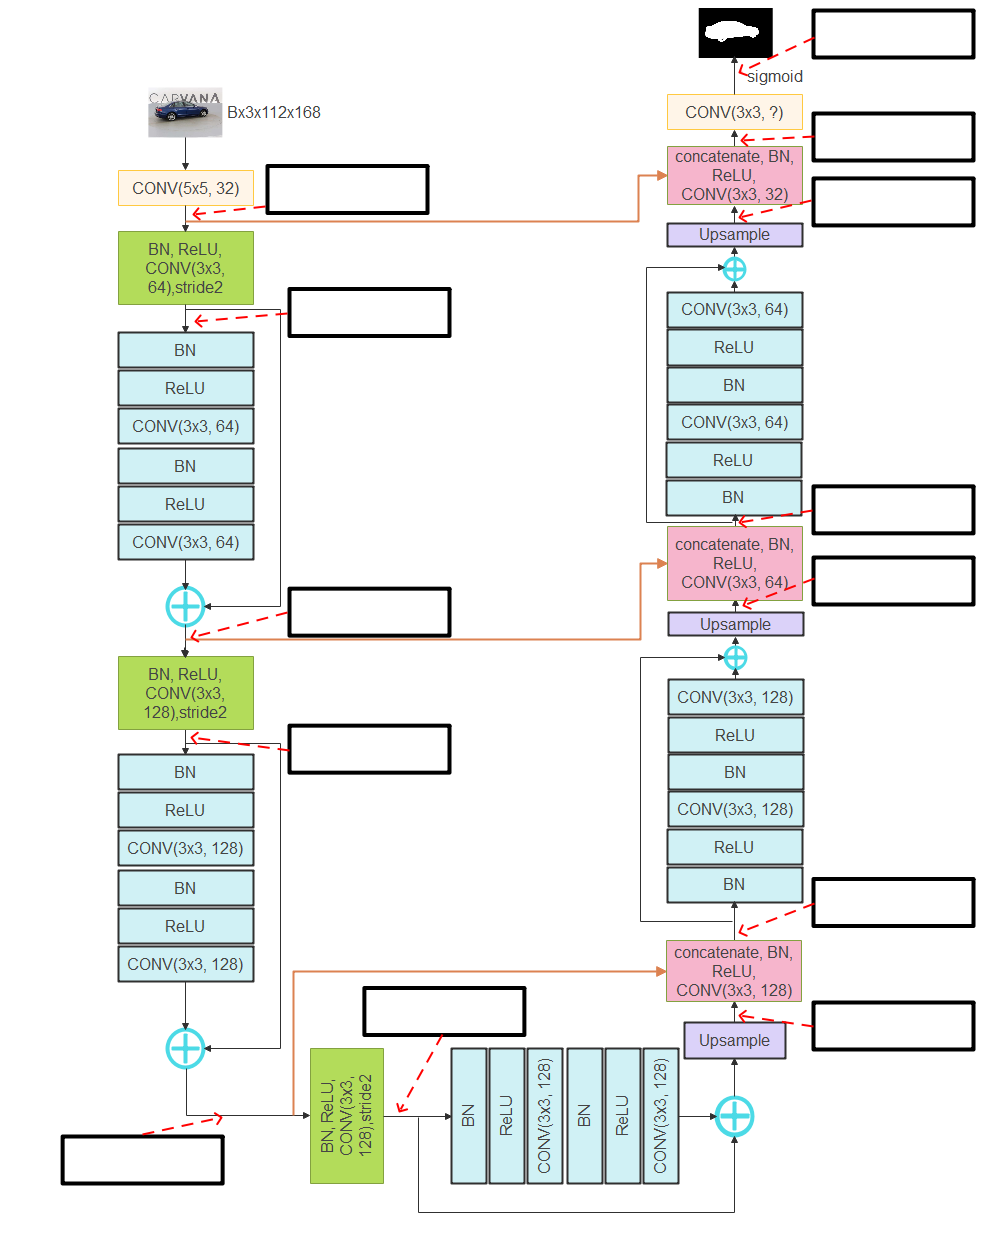 CARVANA
Bx3x112x168
CONV(5x5, 32)
BN, ReLU,
CONV(3x3,
64),stride2
BN
ReLU
CONV(3x3, 64)
BN
ReLU
CONV(3x3, 64)
BN, ReLU,
CONV(3x3,
128),stride2
BN
ReLU
CONV(3x3, 128)
BN
ReLU
CONV(3x3, 128)
BN, ReLU,
CONV(3x3,
128),stride2
BN
ReLU
CONV(3x3, 128)
BN
ReLU
CONV(3x3, 128)
sigmoid
CONV(3x3, ?)
concatenate, BN,
ReLU,
CONV(3x3, 32)
Upsample
CONV(3x3, 64)
ReLU
BN
CONV(3x3, 64)
ReLU
BN
concatenate, BN,
ReLU,
CONV(3x3, 64)
Upsample
CONV(3x3, 128)
ReLU
BN
CONV(3x3, 128)
ReLU
BN
concatenate, BN,
ReLU,
CONV(3x3, 128)
Upsample